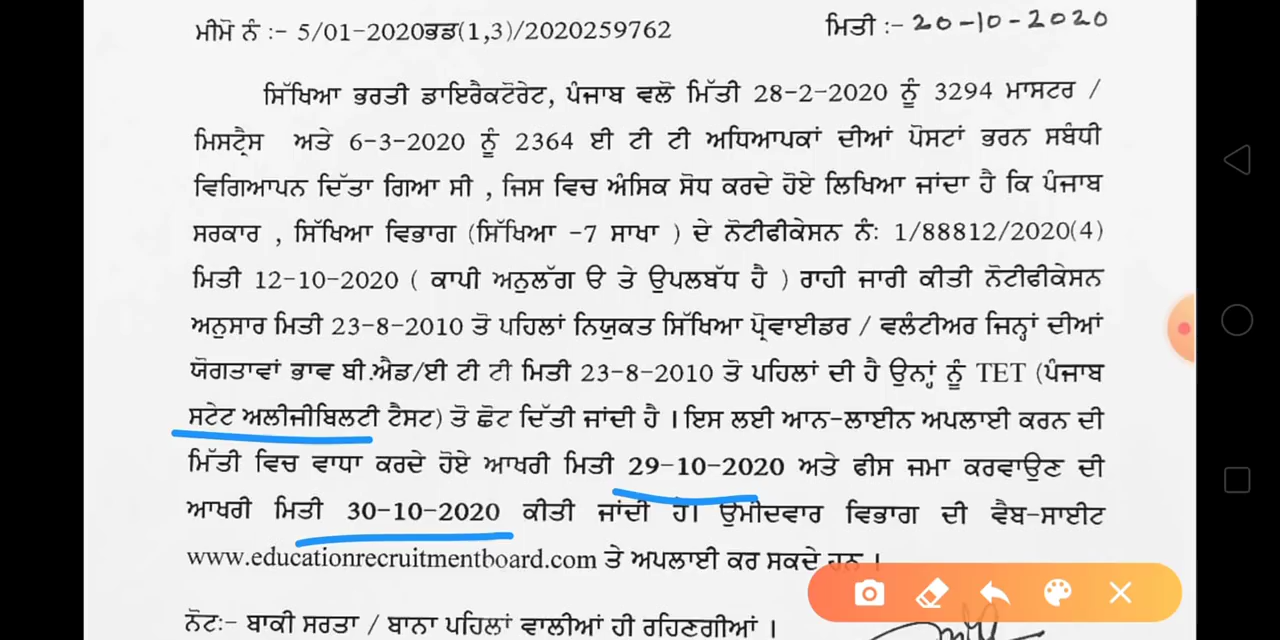 ਮੀਮੋ ਨੰ :- 5/01-2020ਭਡ(1,3)/2020259762 ਮਿਤੀ :- 20-10-2020
ਸਿੱਖਿਆ ਭਰਤੀ ਡਾਇਰੈਕਟੋਰੇਟ, ਪੰਜਾਬ ਵਲੋ ਮਿੱਤੀ 28-2-2020 ਨੂੰ 3294 ਮਾਸਟਰ /
ਮਿਸਟ੍ਰੈਸ ਅਤੇ 6-3-2020 ਨੂੰ 2364 ਈ ਟੀ ਟੀ ਅਧਿਆਪਕਾਂ ਦੀਆਂ ਪੋਸਟਾਂ ਭਰਨ ਸਬੰਧੀ
ਵਿਗਿਆਪਨ ਦਿੱਤਾ ਗਿਆ ਸੀ , ਜਿਸ ਵਿਚ ਅੰਸਿਕ ਸੋਧ ਕਰਦੇ ਹੋਏ ਲਿਖਿਆ ਜਾਂਦਾ ਹੈ ਕਿ ਪੰਜਾਬ
ਸਰਕਾਰ , ਸਿੱਖਿਆ ਵਿਭਾਗ (ਸਿੱਖਿਆ -7 ਸਾਖਾ ) ਦੇ ਨੋਟੀਫੀਕੇਸਨ ਨੰ: 1/88812/2020(4)
ਮਿਤੀ 12-10-2020 ( ਕਾਪੀ ਅਨੁਲੱਗ ੳ ਤੇ ਉਪਲਬੱਧ ਹੈ ) ਰਾਹੀ ਜਾਰੀ ਕੀਤੀ ਨੋਟੀਫੀਕੇਸਨ
ਅਨੁਸਾਰ ਮਿਤੀ 23-8-2010 ਤੋ ਪਹਿਲਾਂ ਨਿਯੁਕਤ ਸਿੱਖਿਆ ਪ੍ਰੋਵਾਈਡਰ / ਵਲੰਟੀਅਰ ਜਿਨ੍ਹਾਂ ਦੀਆਂ
ਯੋਗਤਾਵਾਂ ਭਾਵ ਬੀ.ਐਡ/ਈ ਟੀ ਟੀ ਮਿਤੀ 23-8-2010 ਤੋ ਪਹਿਲਾਂ ਦੀ ਹੈ ਉਨ੍ਹਾਂ ਨੂੰ TET (ਪੰਜਾਬ
ਸਟੇਟ ਅਲੀਜੀਬਿਲਟੀ ਟੈਸਟ) ਤੋ ਛੋਟ ਦਿੱਤੀ ਜਾਂਦੀ ਹੈ । ਇਸ ਲਈ ਆਨ-ਲਾਈਨ ਅਪਲਾਈ ਕਰਨ ਦੀ
ਮਿੱਤੀ ਵਿਚ ਵਾਧਾ ਕਰਦੇ ਹੋਏ ਆਖਰੀ ਮਿਤੀ 29-10-2020 ਅਤੇ ਫੀਸ ਜਮਾ ਕਰਵਾਉਣ ਦੀ
ਆਖਰੀ ਮਿਤੀ 30-10-2020 ਕੀਤੀ ਜਾਂਦੀ ਹੈ। ਉਮੀਦਵਾਰ ਵਿਭਾਗ ਦੀ ਵੈਬ-ਸਾਈਟ
www.educationrecruitmentboard.com ਤੇ ਅਪਲਾਈ ਕਰ ਸਕਦੇ ਹਨ ।
ਨੋਟ:- ਬਾਕੀ ਸਰਤਾ / ਬਾਨਾ ਪਹਿਲਾਂ ਵਾਲੀਆਂ ਹੀ ਰਹਿਣਗੀਆਂ ।